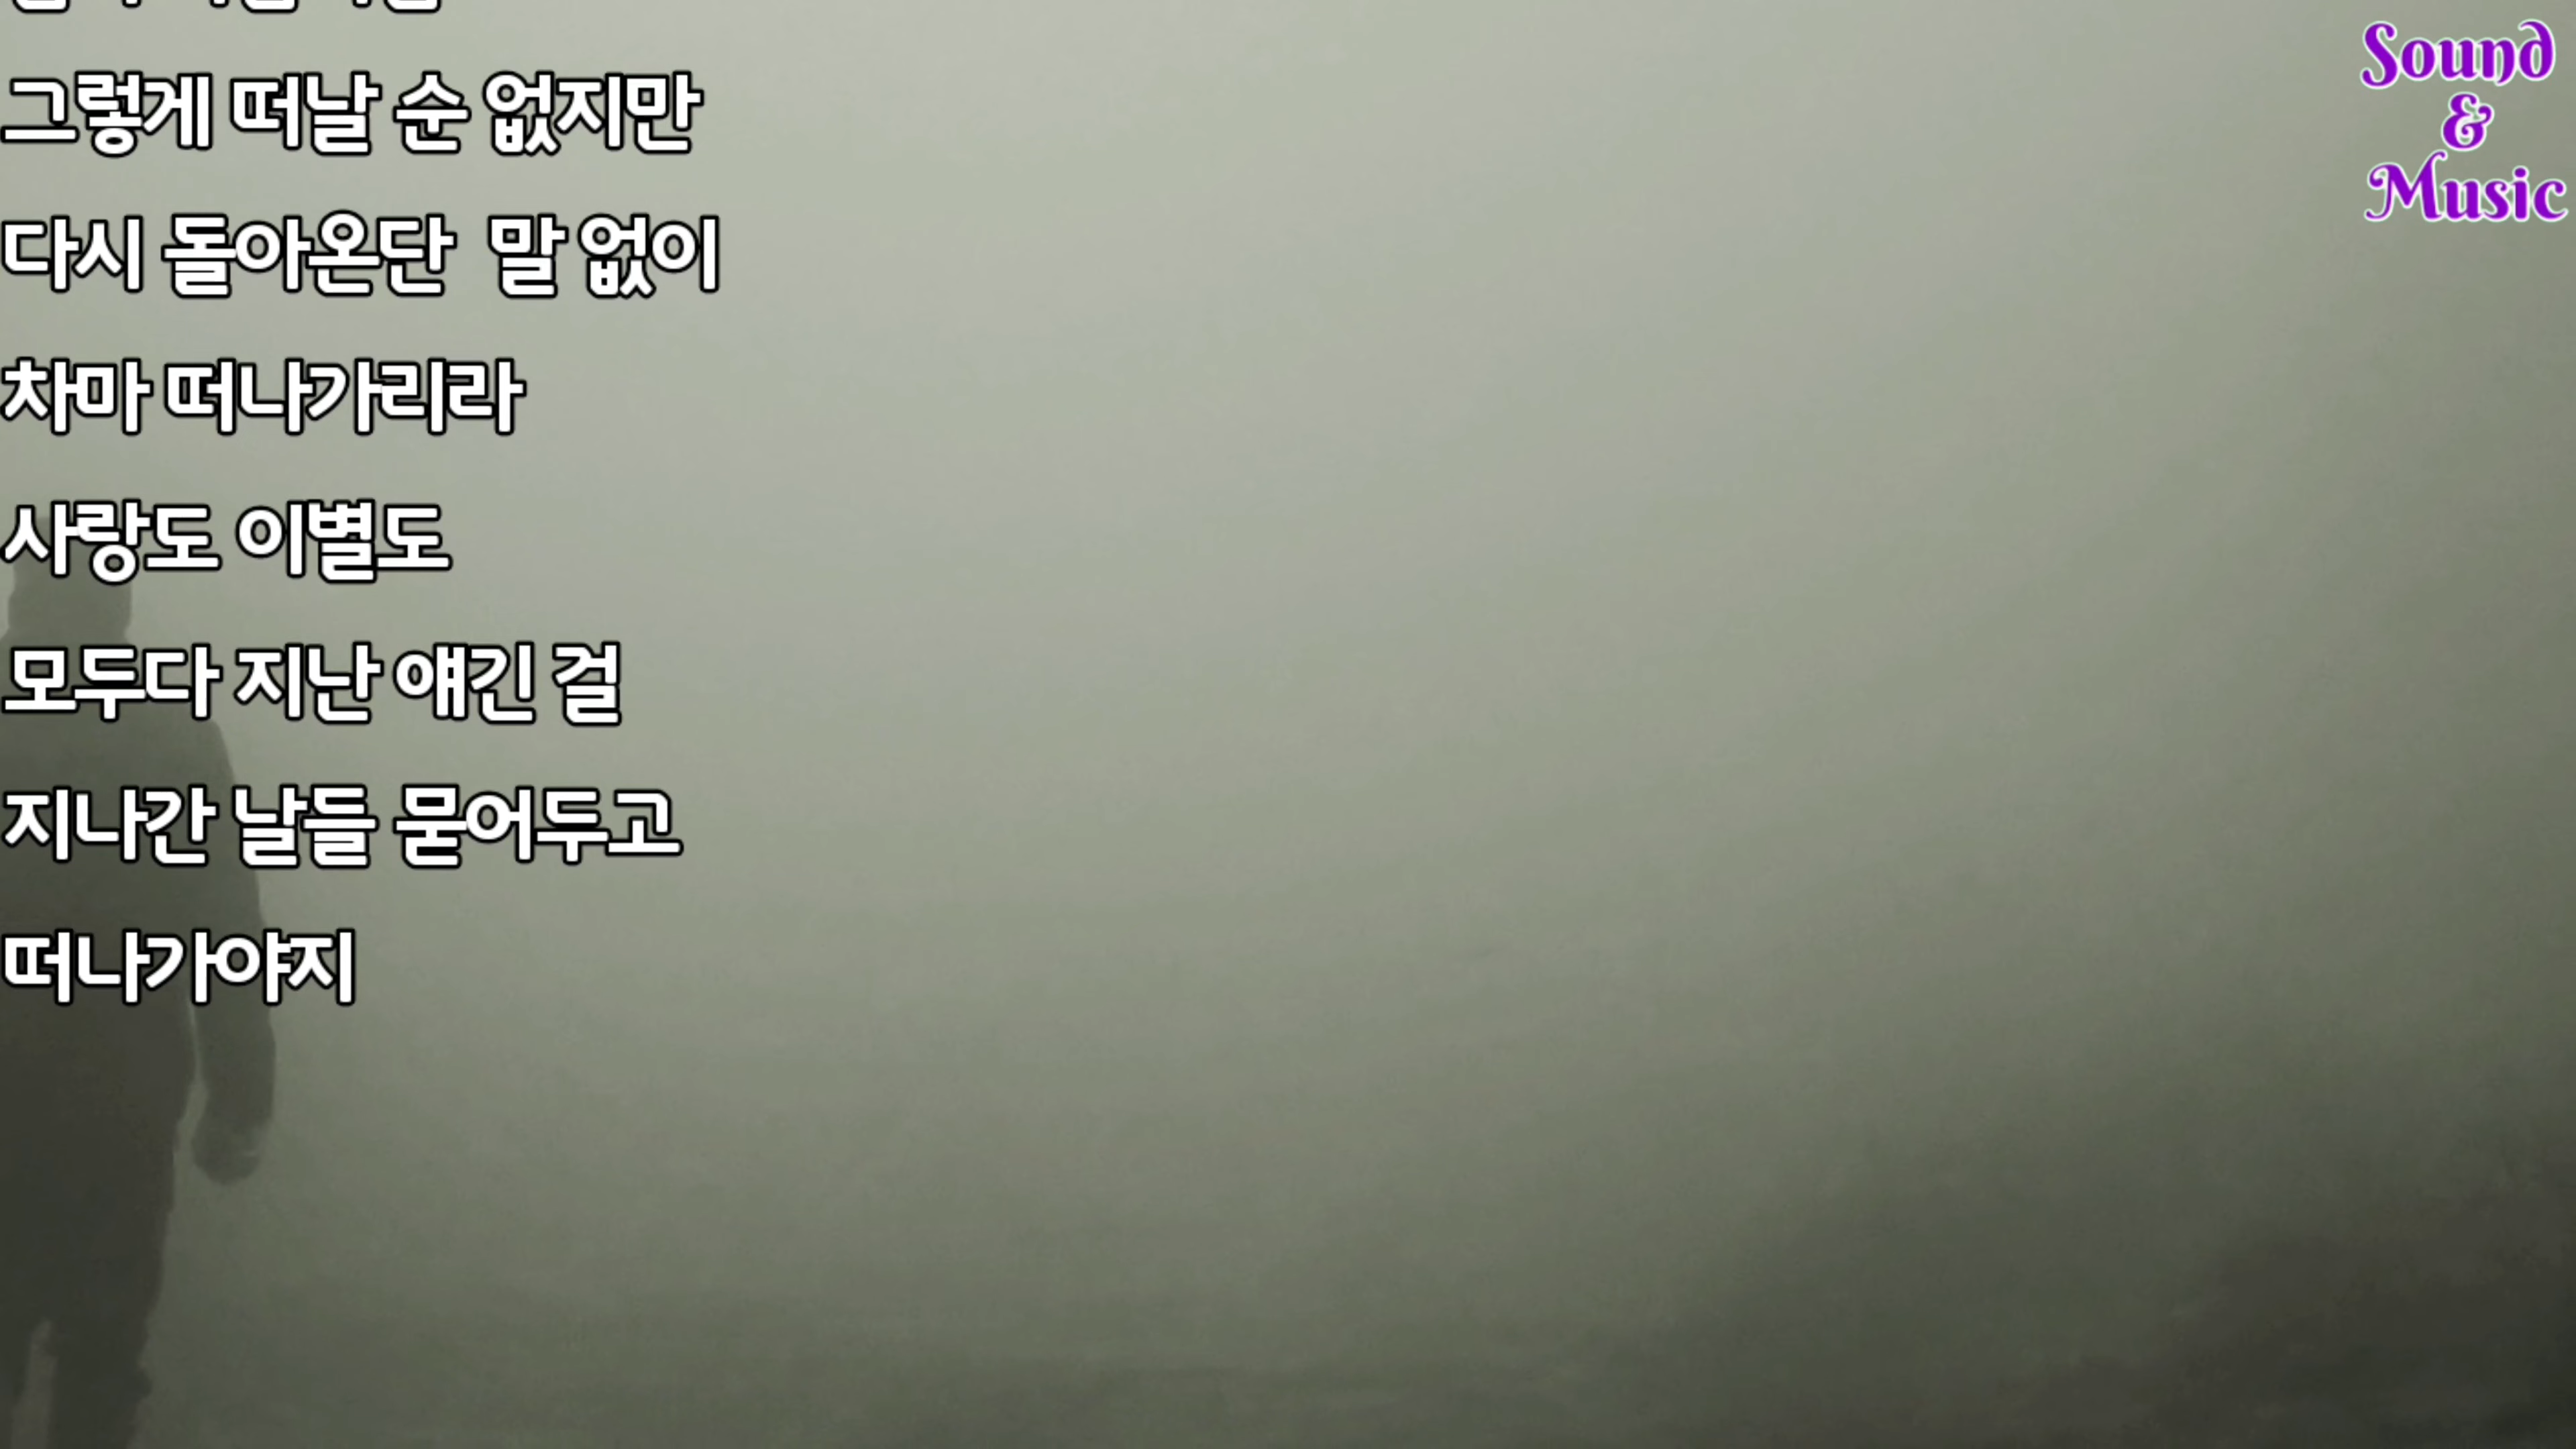 그렇게 떠날 순 없지만
다시 돌아온단 말 없이
차마 떠나가리라
사랑도 이별도
모두다 지난 얘긴 걸
지나간 날들 묻어두고
떠나가야지
Sound
&
Music